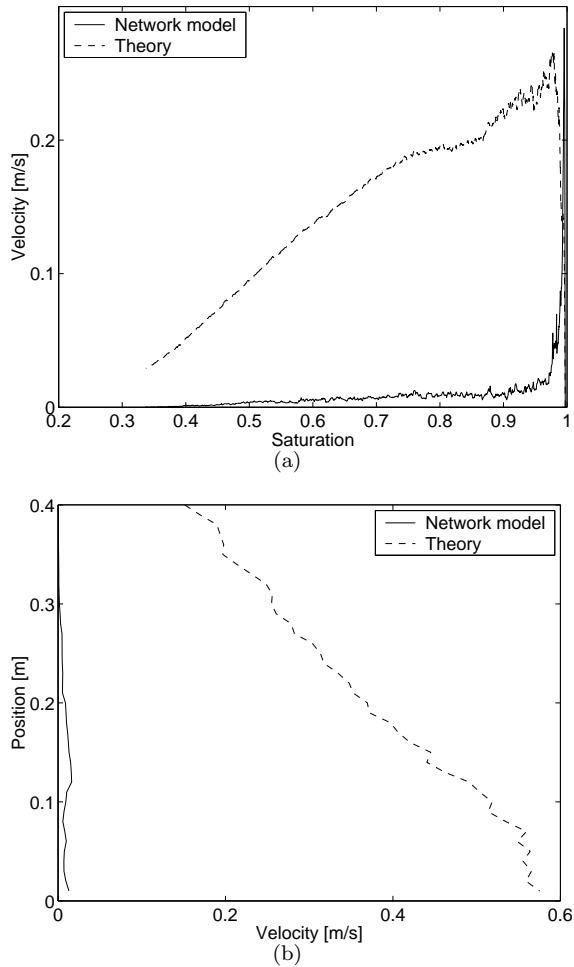 Network model
Theory
Velocity [m/s]
0.2
0.1
0
0.2 0.3 0.4 0.5 0.6 0.7 0.8 0.9 1
Saturation
(a)
Network model
Theory
Position [m]
0.4
0.3
0.2
0.1
0
0 0.2 0.4 0.6
Velocity [m/s]
(b)